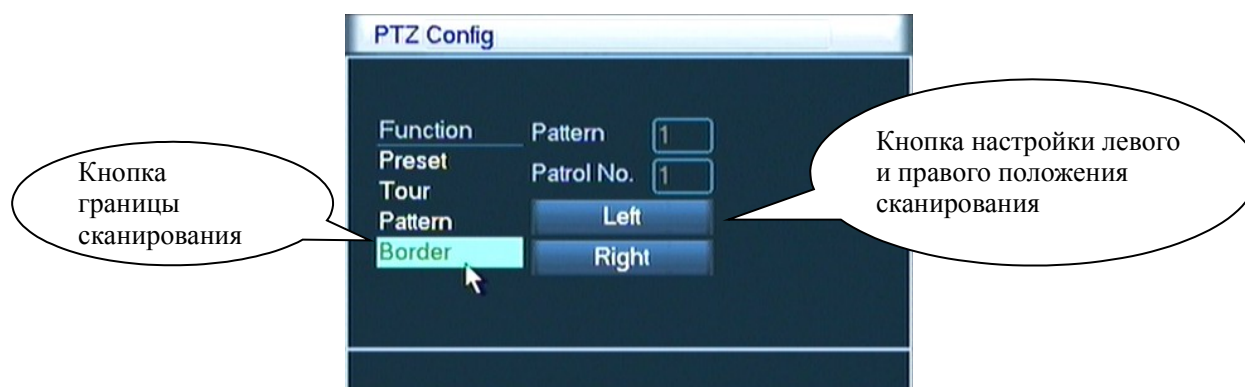 PTZ Config
Function
Pattern 1
Preset
Patrol No. 1
Tour
Pattern
Left
Border
Right
Кнопка
границы
сканирования
Кнопка настройки левого
и правого положения
сканирования